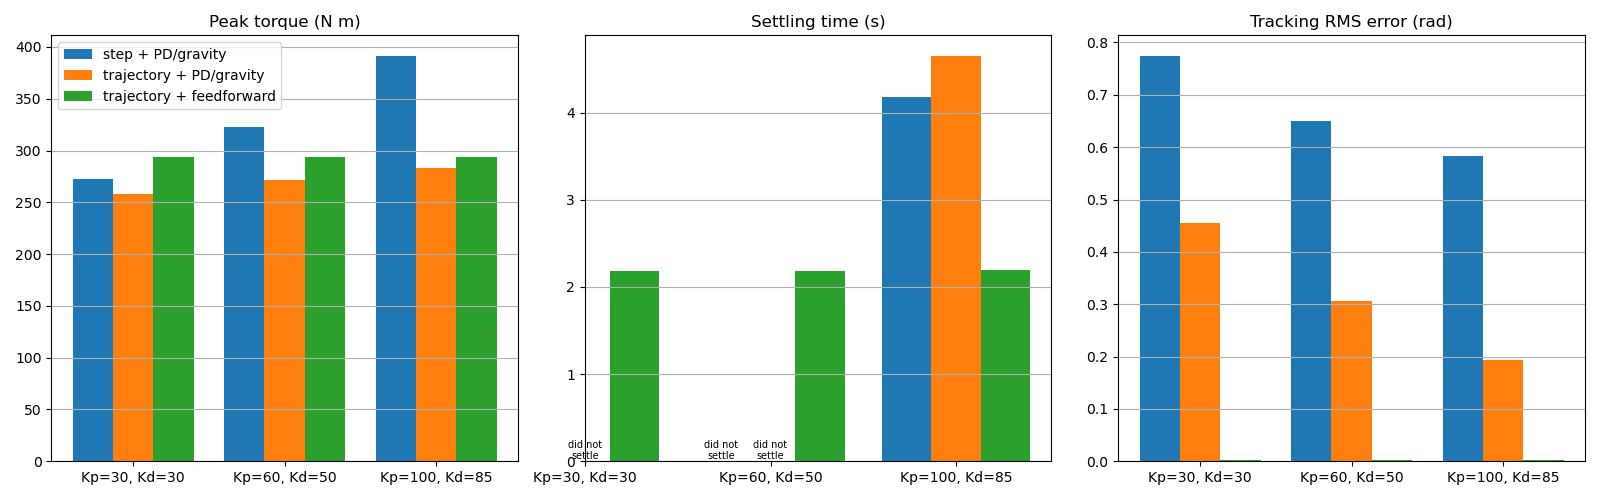 Peak torque (N m)
400
350
300
250
200
150
100
50
0
step + PD/gravity
trajectory + PD/gravity
trajectory + feedforward
Kp=30, Kd=30
Kp=60, Kd=50
Kp=100, Kd=85
Settling time (s)
4
3
2
1
0
did not
settle
did not
settle
did not
settle
Kp=30, Kd=30
Kp=60, Kd=50
Kp=100, Kd=85
Tracking RMS error (rad)
0.8
0.7
0.6
0.5
0.4
0.3
0.2
0.1
0.0
Kp=30, Kd=30
Kp=60, Kd=50
Kp=100, Kd=85